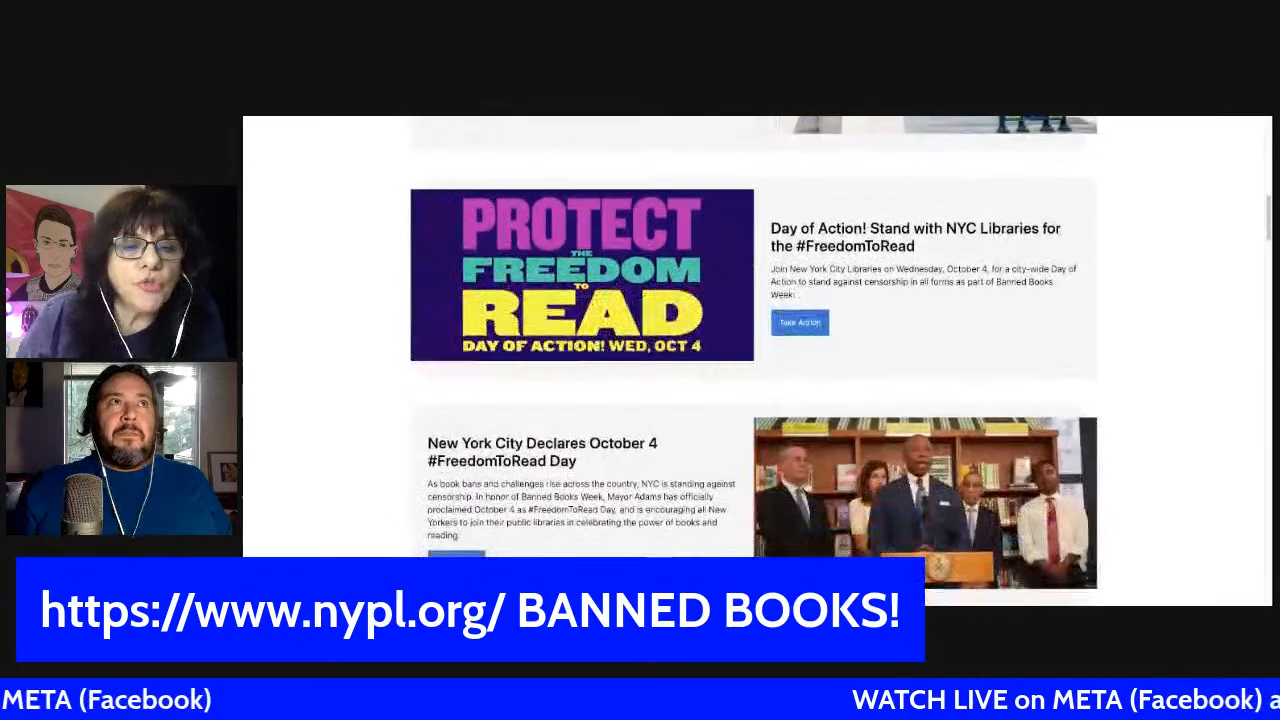 PROTECT
THE
FREEDOM
TO
READ
DAY OF ACTION! WED, OCT 4
Day of Action! Stand with NYC Libraries for
the #FreedomToRead
Join New York City Libraries on Wednesday, October 4, for a city-wide Day of
Action to stand against censorship in all forms as part of Banned Books
Week.
Take Action
New York City Declares October 4
#FreedomToRead Day
As book bans and challenges rise across the country, NYC is standing against
censorship. In honor of Banned Books Week, Mayor Adams has officially
proclaimed October 4 as #FreedomToRead Day, and is encouraging all New
Yorkers to join their public libraries in celebrating the power of books and
reading.
https://www.nypl.org/ BANNED BOOKS!
META (Facebook) WATCH LIVE on META (Facebook) a